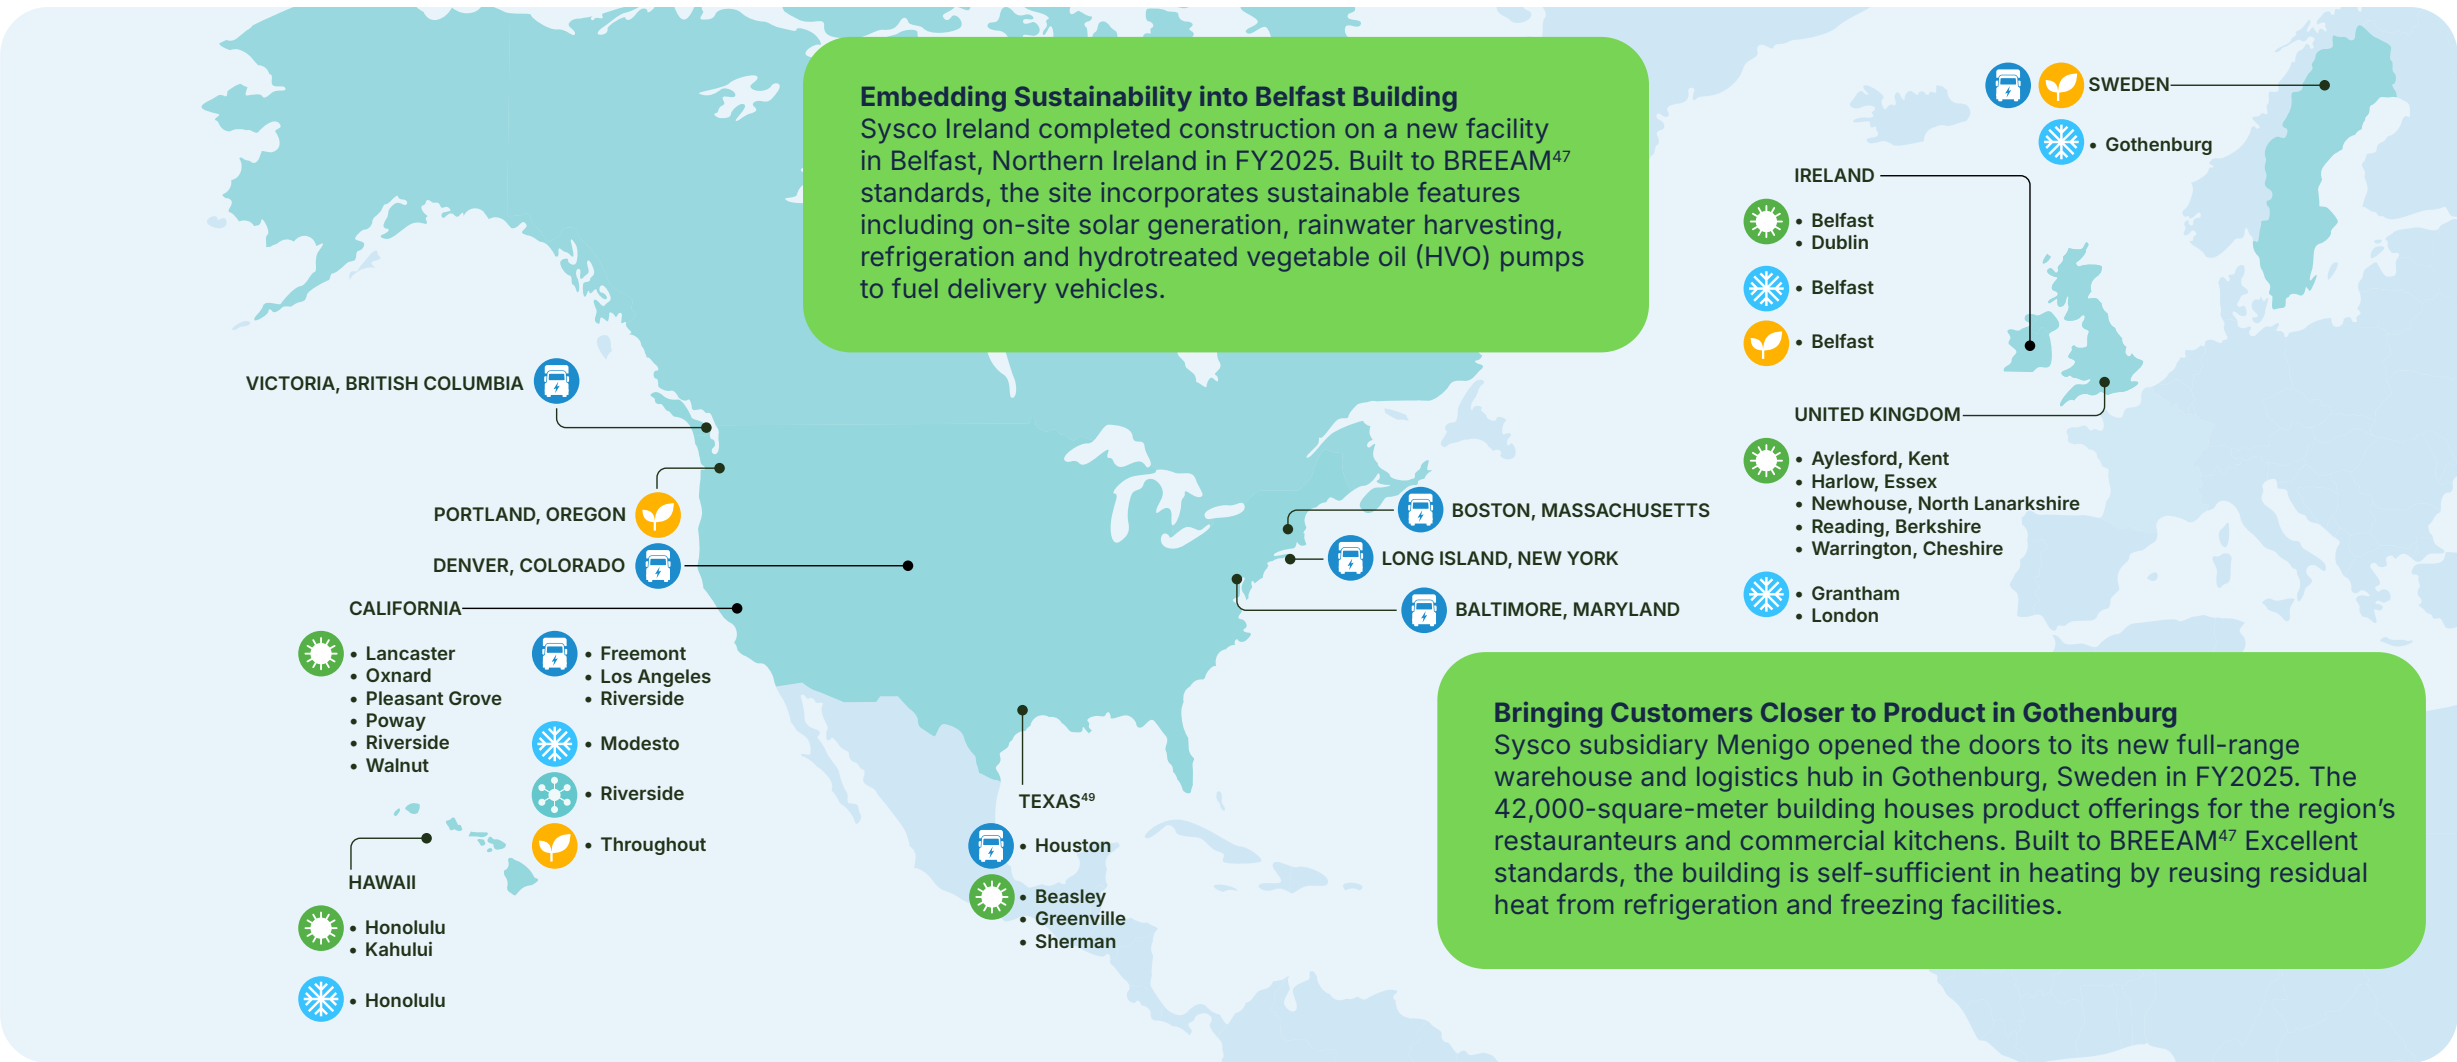 Embedding Sustainability into Belfast Building
Sysco Ireland completed construction on a new facility
in Belfast, Northern Ireland in FY2025. Built to BREEAM47
standards, the site incorporates sustainable features
including on-site solar generation, rainwater harvesting,
refrigeration and hydrotreated vegetable oil (HVO) pumps
to fuel delivery vehicles.
SWEDEN
• Gothenburg
IRELAND
• Belfast
• Dublin
• Belfast
• Belfast
UNITED KINGDOM
• Aylesford, Kent
• Harlow, Essex
• Newhouse, North Lanarkshire
• Reading, Berkshire
• Warrington, Cheshire
• Grantham
• London
VICTORIA, BRITISH COLUMBIA
PORTLAND, OREGON
DENVER, COLORADO
CALIFORNIA
• Lancaster
• Oxnard
• Pleasant Grove
• Poway
• Riverside
• Walnut
• Freemont
• Los Angeles
• Riverside
• Modesto
• Riverside
• Throughout
HAWAII
• Honolulu
• Kahului
• Honolulu
TEXAS49
• Houston
• Beasley
• Greenville
• Sherman
BOSTON, MASSACHUSETTS
LONG ISLAND, NEW YORK
BALTIMORE, MARYLAND
Bringing Customers Closer to Product in Gothenburg
Sysco subsidiary Menigo opened the doors to its new full-range
warehouse and logistics hub in Gothenburg, Sweden in FY2025. The
42,000-square-meter building houses product offerings for the region's
restauranteurs and commercial kitchens. Built to BREEAM47 Excellent
standards, the building is self-sufficient in heating by reusing residual
heat from refrigeration and freezing facilities.